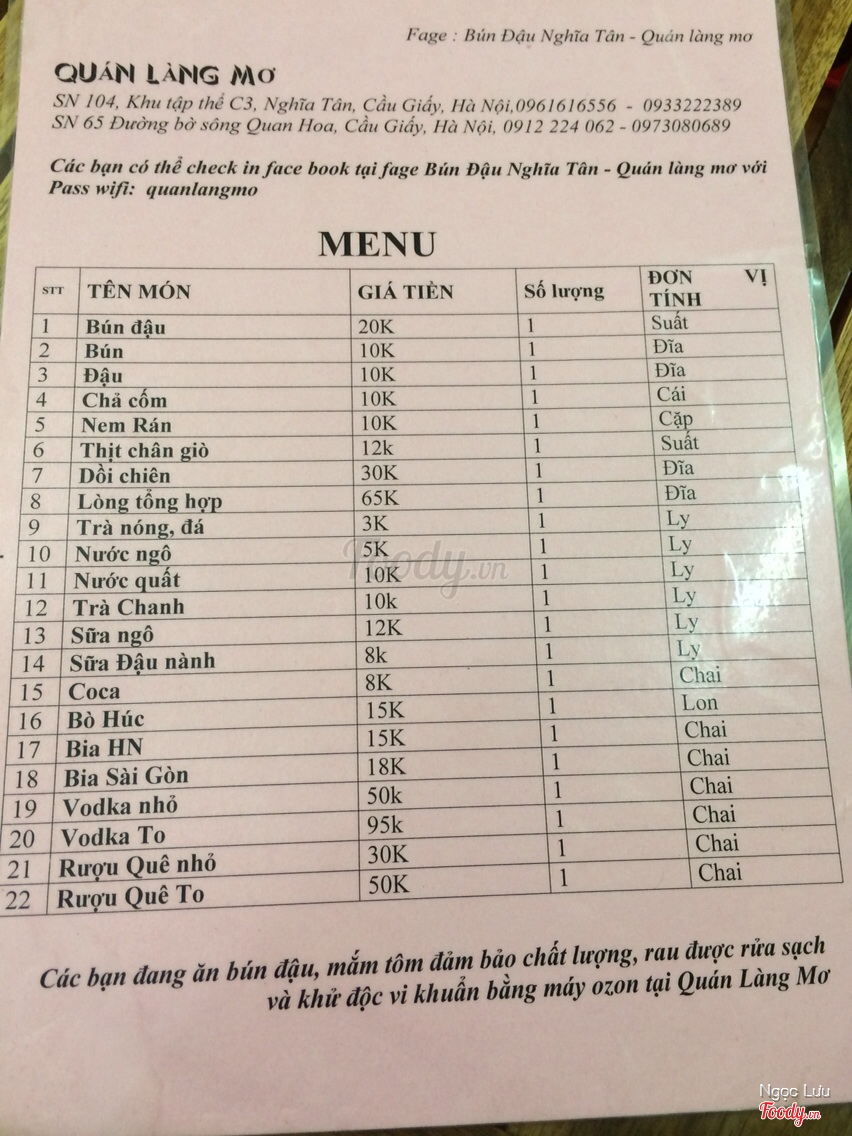 Fage : Bún Đậu Nghĩa Tân - Quán làng mơ
QUÁN LÀNG MƠ
SN 104, Khu tập thể C3, Nghĩa Tân, Cầu Giấy, Hà Nội,0961616556 - 0933222389
SN 65 Đường bờ sông Quan Hoa, Cầu Giấy, Hà Nội, 0912 224 062 - 0973080689
Các bạn có thể check in face book tại fage Bún Đậu Nghĩa Tân - Quán làng mơ với
Pass wifi: quanlangmo
MENU
STT TÊN MÓN GIÁ TIỀN Số lượng ĐƠN VỊ TÍNH
1 Bún đậu 20K 1 Suất
2 Bún 10K 1 Đĩa
3 Đậu 10K 1 Đĩa
4 Chả cốm 10K 1 Cái
5 Nem Rán 10K 1 Cặp
6 Thịt chân giò 12k 1 Suất
7 Dồi chiên 30K 1 Đĩa
8 Lòng tổng hợp 65K 1 Đĩa
9 Trà nóng, đá 3K 1 Ly
10 Nước ngô 5K 1 Ly
11 Nước quất 10K 1 Ly
12 Trà Chanh 10k 1 Ly
13 Sữa ngô 12K 1 Ly
14 Sữa Đậu nành 8k 1 Ly
15 Coca 8K 1 Chai
16 Bò Húc 15K 1 Lon
17 Bia HN 15K 1 Chai
18 Bia Sài Gòn 18K 1 Chai
19 Vodka nhỏ 50k 1 Chai
20 Vodka To 95k 1 Chai
21 Rượu Quê nhỏ 30K 1 Chai
22 Rượu Quê To 50K 1 Chai
Foody.vn
Các bạn đang ăn bún đậu, mắm tôm đảm bảo chất lượng, rau được rửa sạch
và khử độc vi khuẩn bằng máy ozon tại Quán Làng Mơ
Ngọc Lưu
Foody.vn